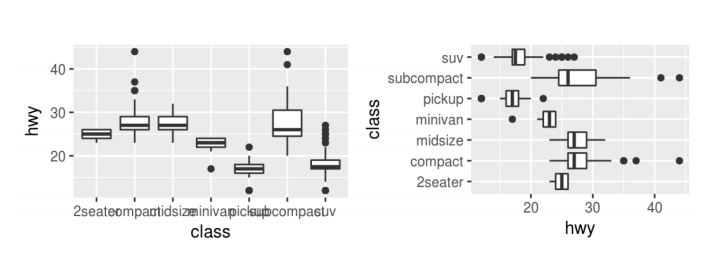 hwy
40
30
20
2seater compact midsize minivan pickup subcompact suv
class
class
suv
subcompact
pickup
minivan
midsize
compact
2seater
20 30 40
hwy